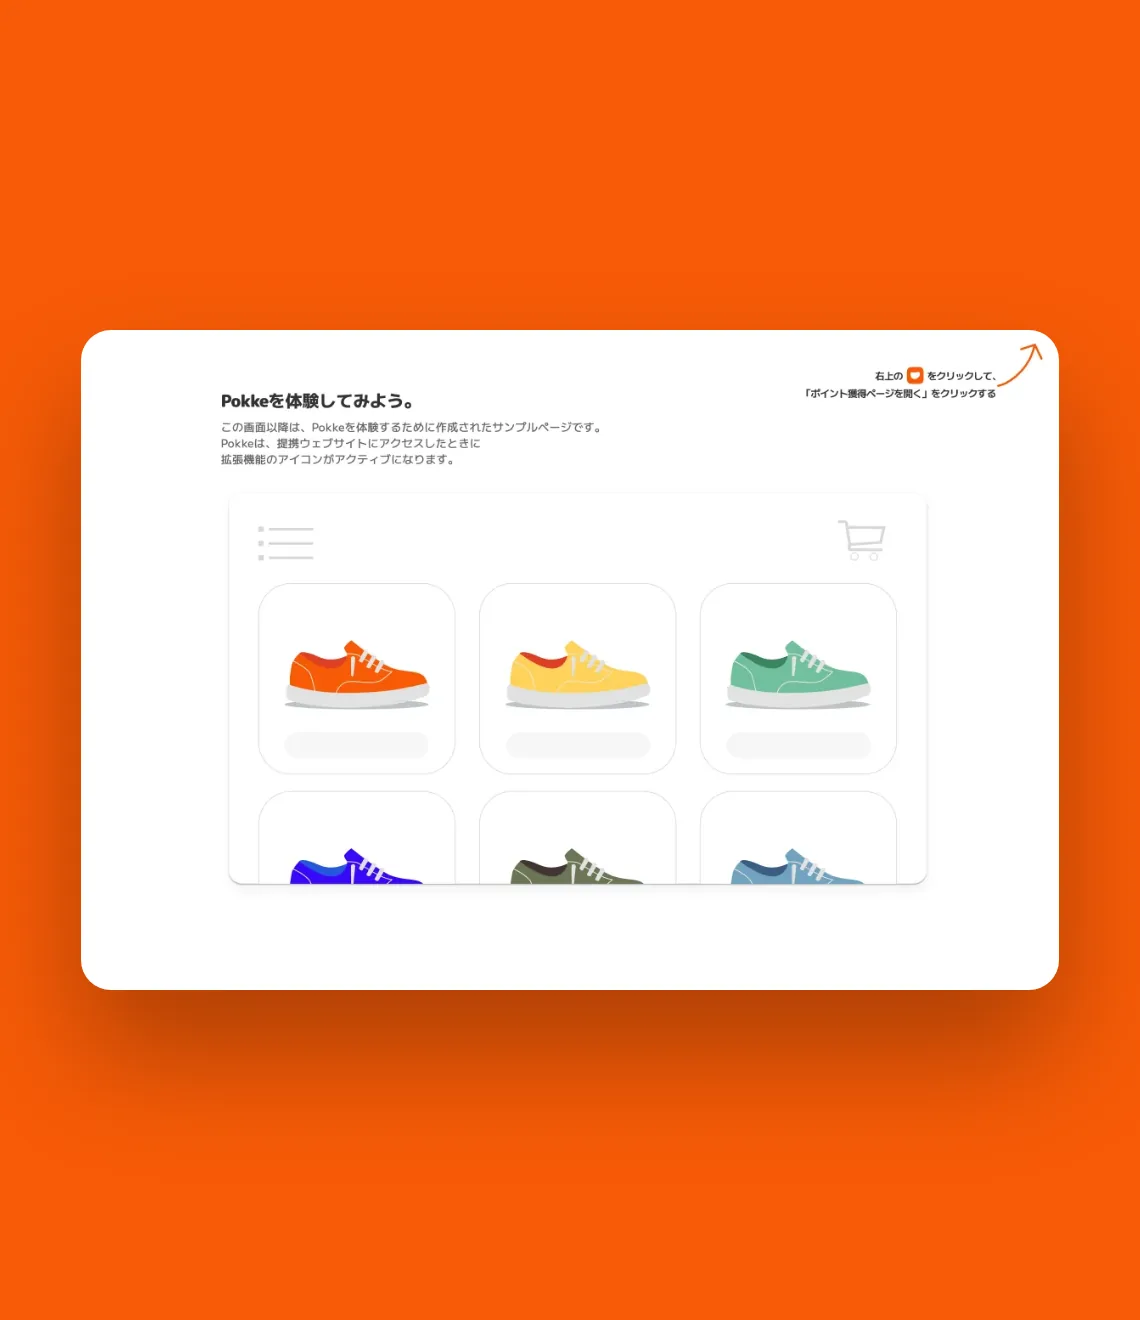 右上の をクリックして、
「ポイント獲得ページを開く」をクリックする
Pokkeを体験してみよう。
この画面以降は、Pokkeを体験するために作成されたサンプルページです。
Pokkeは、提携ウェブサイトにアクセスしたときに
拡張機能のアイコンがアクティブになります。